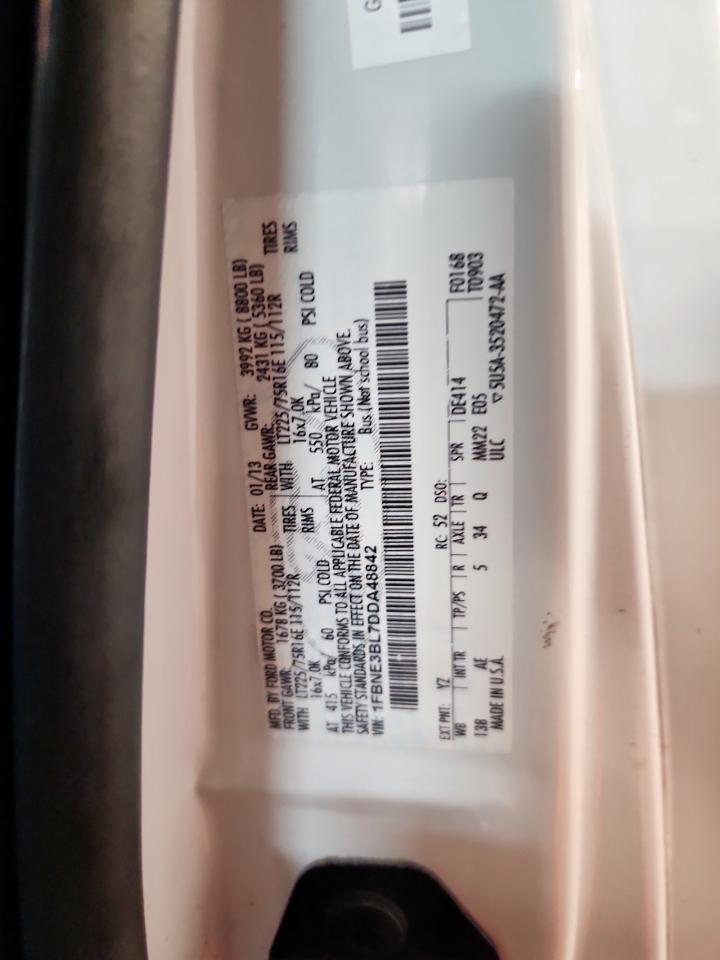 G
MFD. BY FORD MOTOR CO. DATE: 01/13 GVWR: 3992 KG ( 8800 LB)
FRONT GAWR: 1678 KG ( 3700 LB) REAR GAWR: 2431 KG ( 5360 LB)
WITH LT225/75R16E 115/112R TIRES WITH LT225/75R16E 115/112R TIRES
16x7.0K RIMS 16x7.0K RIMS
AT 415 kPa/ 60 PSI COLD AT 550 kPa/ 80 PSI COLD
THIS VEHICLE CONFORMS TO ALL APPLICABLE FEDERAL MOTOR VEHICLE
SAFETY STANDARDS IN EFFECT ON THE DATE OF MANUFACTURE SHOWN ABOVE.
VIN: 1FBNE3BL7DDA48842 TYPE: Bus (Not school bus)
EXT PNT: YZ RC: 52 DSO:
WB INT TR TP/PS R AXLE TR SPR DE414 F0168
138 AE 5 34 Q MM22 E05 T0903
MADE IN U.S.A. ULC ▽5U5A-3520472-AA